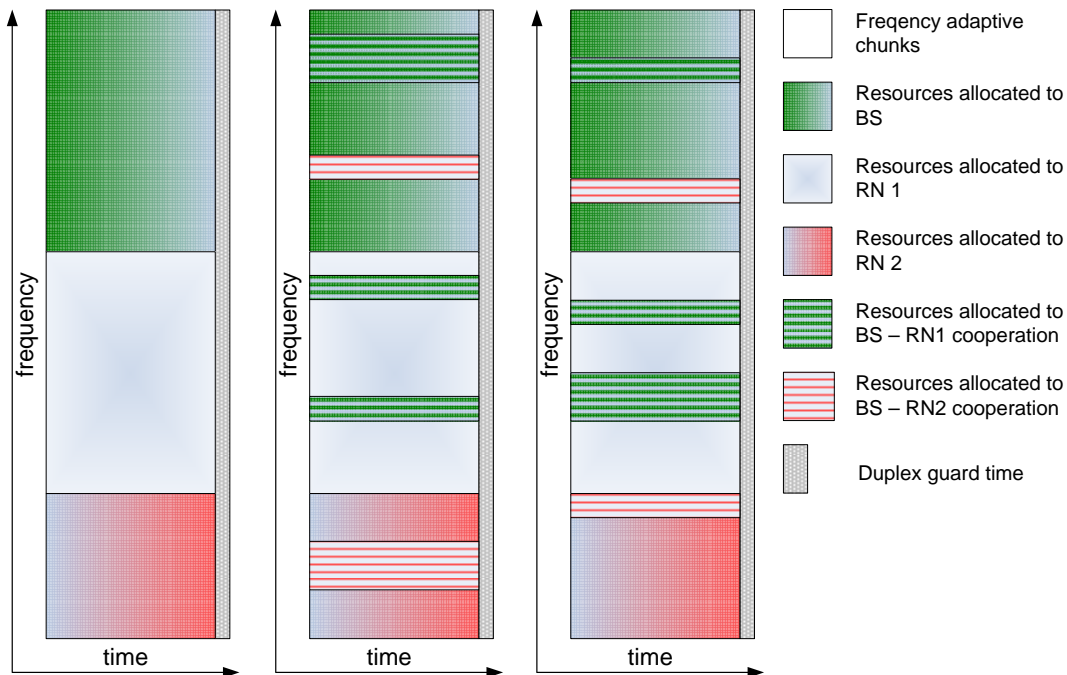 frequency
time
frequency
time
frequency
time
Freqency adaptive
chunks
Resources allocated to
BS
Resources allocated to
RN 1
Resources allocated to
RN 2
Resources allocated to
BS – RN1 cooperation
Resources allocated to
BS – RN2 cooperation
Duplex guard time